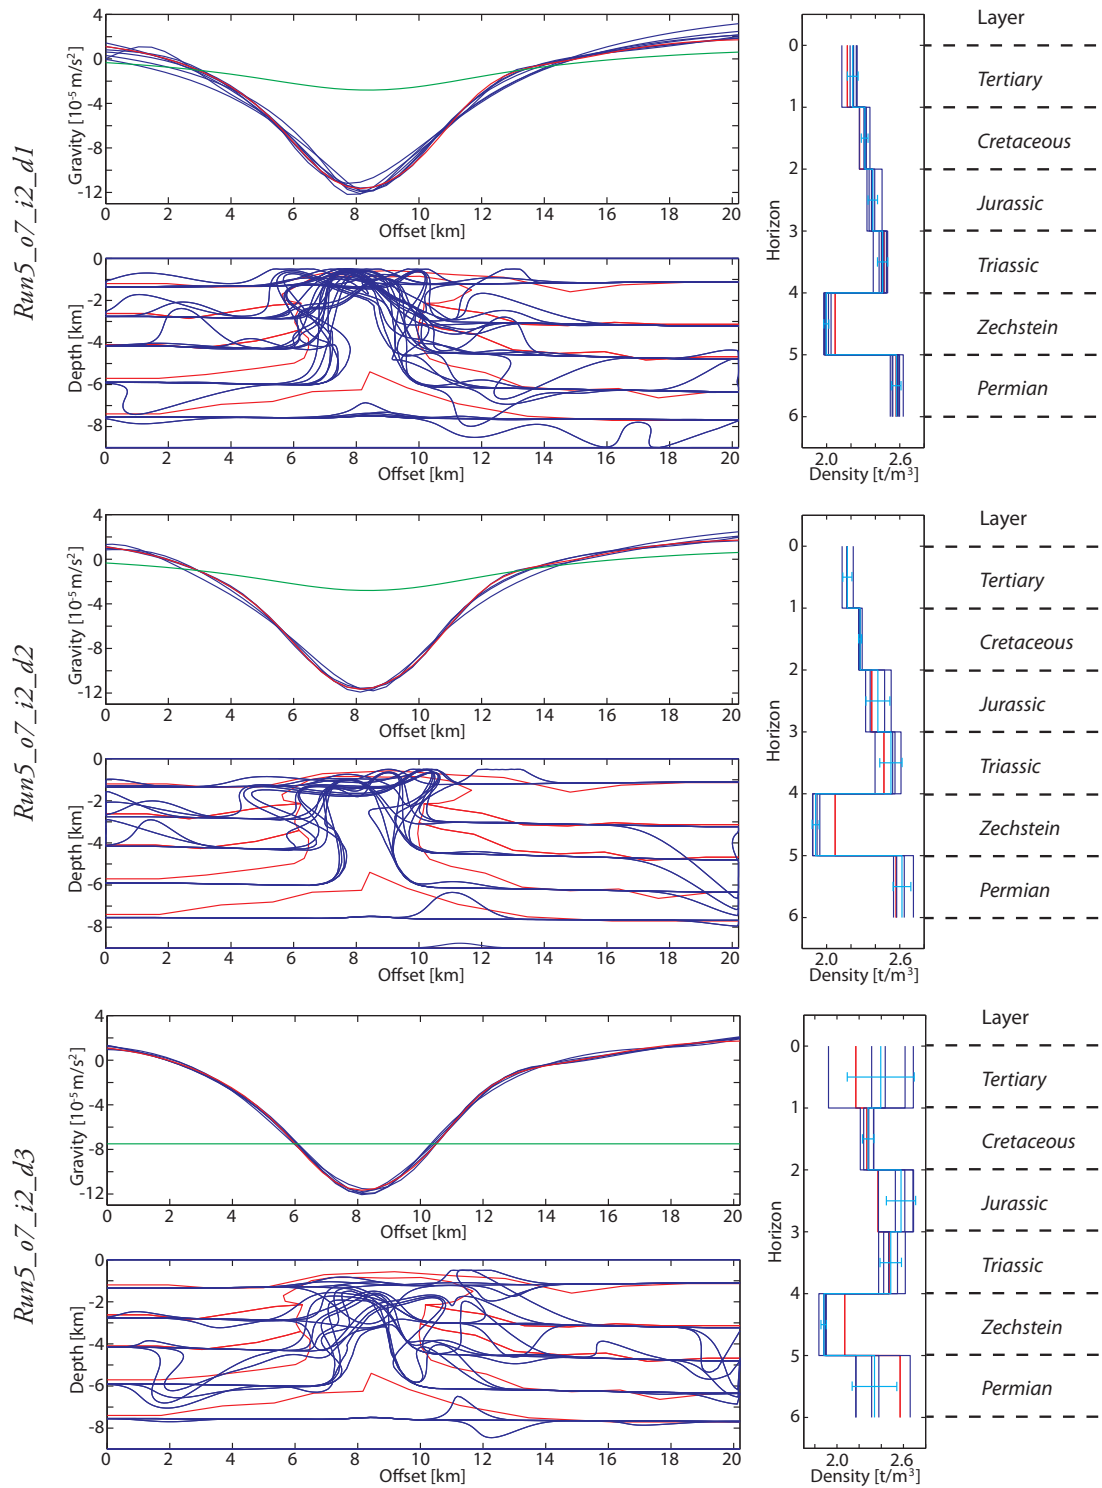 Run5_o7_i2_d1
Gravity [10⁻⁵ m/s²]
4
0
-4
-8
-12
0 2 4 6 8 10 12 14 16 18 20
Offset [km]
Depth [km]
0
-2
-4
-6
-8
0 2 4 6 8 10 12 14 16 18 20
Offset [km]
Horizon
0
1
2
3
4
5
6
2.0 2.6
Density [t/m³]
Layer
Tertiary
Cretaceous
Jurassic
Triassic
Zechstein
Permian
Run5_o7_i2_d2
Gravity [10⁻⁵ m/s²]
4
0
-4
-8
-12
0 2 4 6 8 10 12 14 16 18 20
Offset [km]
Depth [km]
0
-2
-4
-6
-8
0 2 4 6 8 10 12 14 16 18 20
Offset [km]
Horizon
0
1
2
3
4
5
6
2.0 2.6
Density [t/m³]
Layer
Tertiary
Cretaceous
Jurassic
Triassic
Zechstein
Permian
Run5_o7_i2_d3
Gravity [10⁻⁵ m/s²]
4
0
-4
-8
-12
0 2 4 6 8 10 12 14 16 18 20
Offset [km]
Depth [km]
0
-2
-4
-6
-8
0 2 4 6 8 10 12 14 16 18 20
Offset [km]
Horizon
0
1
2
3
4
5
6
2.0 2.6
Density [t/m³]
Layer
Tertiary
Cretaceous
Jurassic
Triassic
Zechstein
Permian